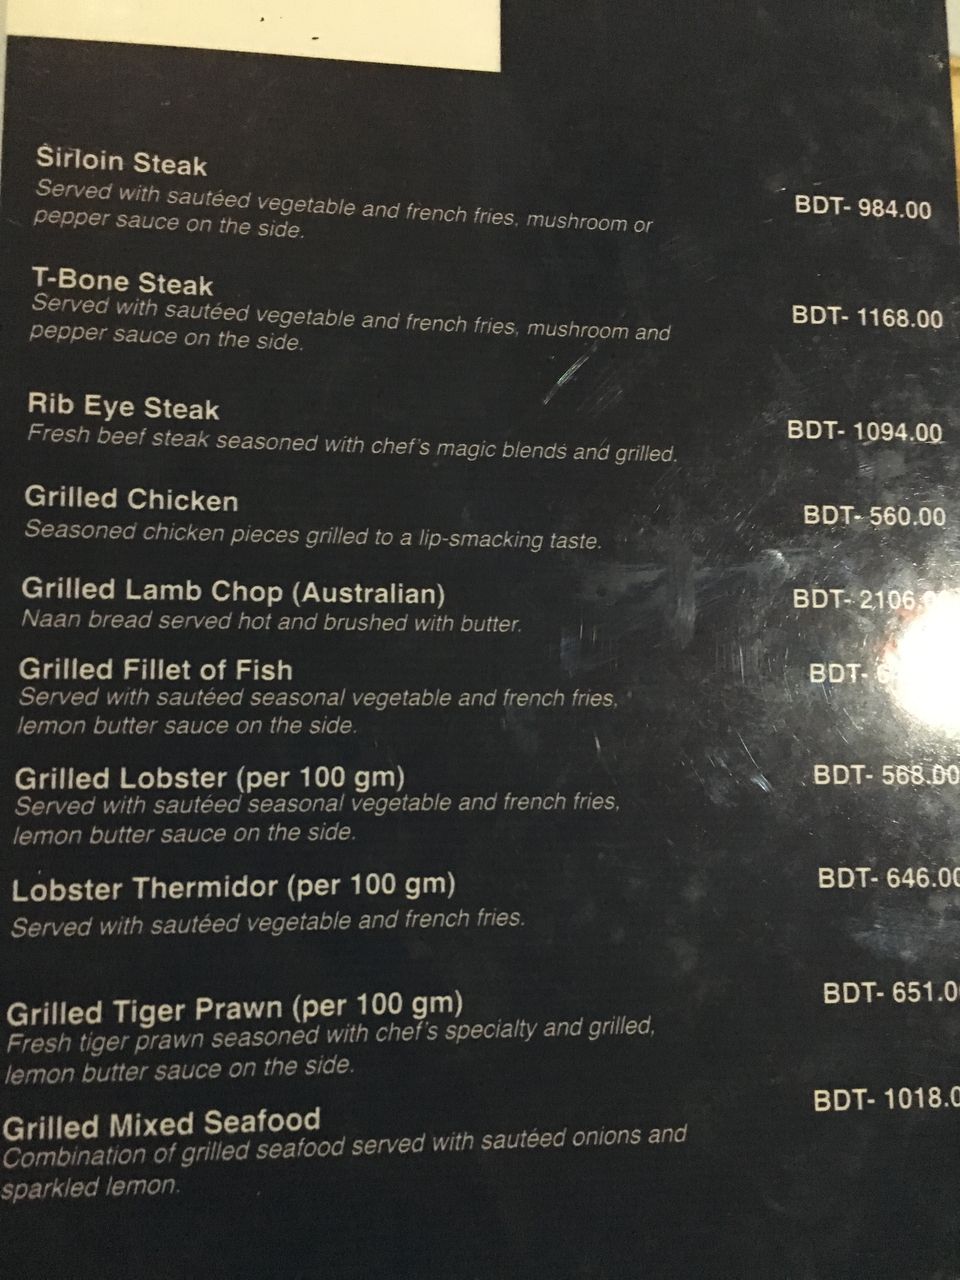 Sirloin Steak
Served with sautéed vegetable and french fries, mushroom or
pepper sauce on the side.
BDT- 984.00
T-Bone Steak
Served with sautéed vegetable and french fries, mushroom and
pepper sauce on the side.
BDT- 1168.00
Rib Eye Steak
Fresh beef steak seasoned with chef's magic blends and grilled.
BDT- 1094.00
Grilled Chicken
Seasoned chicken pieces grilled to a lip-smacking taste.
BDT- 560.00
Grilled Lamb Chop (Australian)
Naan bread served hot and brushed with butter.
BDT- 2106.
Grilled Fillet of Fish
Served with sautéed seasonal vegetable and french fries,
lemon butter sauce on the side.
BDT-
Grilled Lobster (per 100 gm)
Served with sautéed seasonal vegetable and french fries,
lemon butter sauce on the side.
BDT- 568.00
Lobster Thermidor (per 100 gm)
Served with sautéed vegetable and french fries.
BDT- 646.00
Grilled Tiger Prawn (per 100 gm)
Fresh tiger prawn seasoned with chef's specialty and grilled,
lemon butter sauce on the side.
BDT- 651.0
Grilled Mixed Seafood
Combination of grilled seafood served with sautéed onions and
sparkled lemon.
BDT- 1018.0